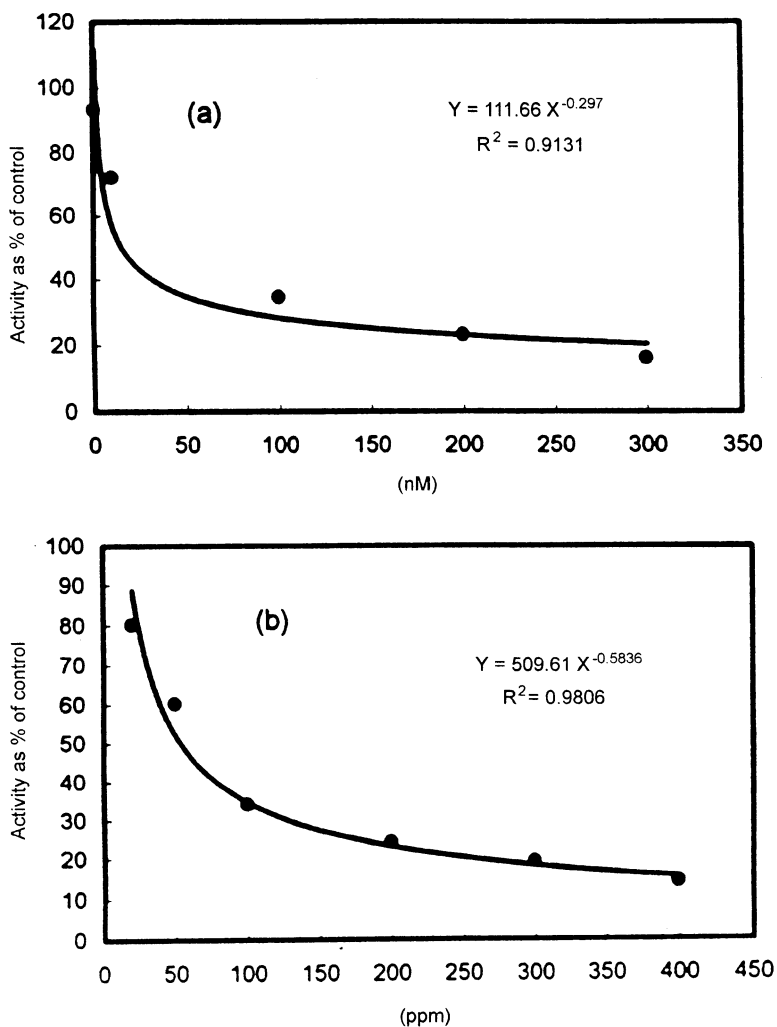 120
100
80
60
40
20
0
Activity as % of control
(a)
Y = 111.66 X^-0.297
R² = 0.9131
0 50 100 150 200 250 300 350
(nM)
100
90
80
70
60
50
40
30
20
10
0
Activity as % of control
(b)
Y = 509.61 X^-0.5836
R² = 0.9806
0 50 100 150 200 250 300 350 400 450
(ppm)